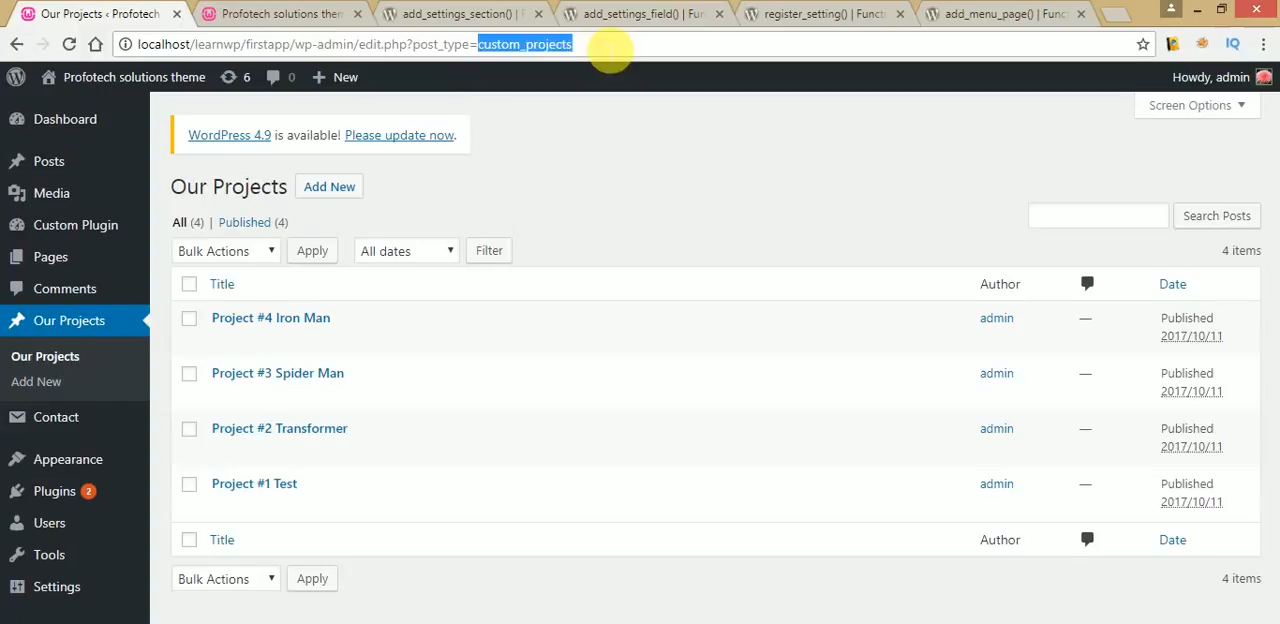 Our Projects ‹ Profotech
Profotech solutions them
add_settings_section() |
add_settings_field() | Fu
register_setting() | Funct
add_menu_page() | Func
localhost/learnwp/firstapp/wp-admin/edit.php?post_type=custom_projects
IQ
Profotech solutions theme 6 0 New
Howdy, admin
Screen Options
Dashboard
Posts
Media
Custom Plugin
Pages
Comments
Our Projects
Our Projects
Add New
Contact
Appearance
Plugins 2
Users
Tools
Settings
WordPress 4.9 is available! Please update now.
Our Projects Add New
All (4) | Published (4)
Search Posts
Bulk Actions Apply All dates Filter
4 items
Title Author Date
Project #4 Iron Man admin — Published
2017/10/11
Project #3 Spider Man admin — Published
2017/10/11
Project #2 Transformer admin — Published
2017/10/11
Project #1 Test admin — Published
2017/10/11
Title Author Date
Bulk Actions Apply
4 items